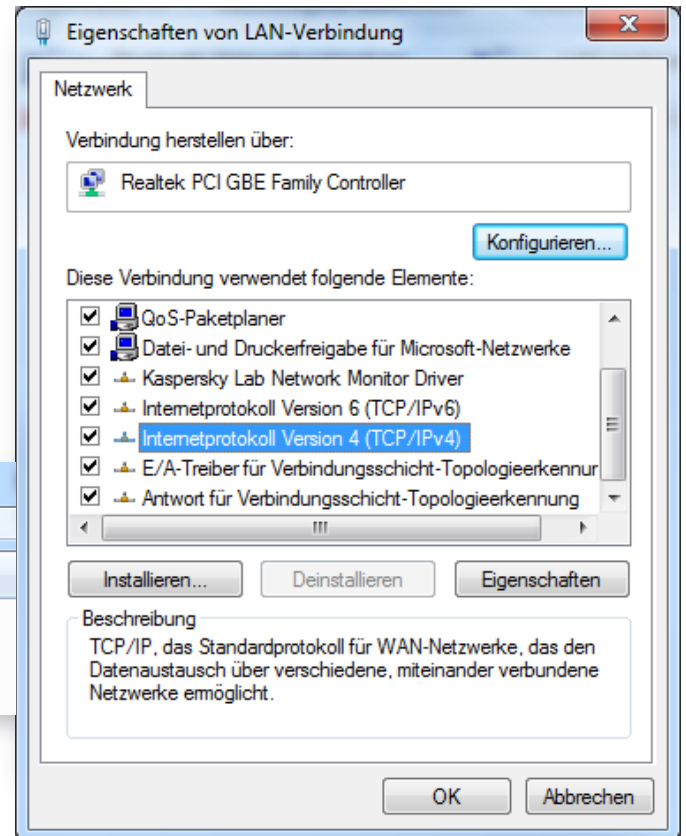 Eigenschaften von LAN-Verbindung
Netzwerk
Verbindung herstellen über:
Realtek PCI GBE Family Controller
Konfigurieren...
Diese Verbindung verwendet folgende Elemente:
QoS-Paketplaner
Datei- und Druckerfreigabe für Microsoft-Netzwerke
Kaspersky Lab Network Monitor Driver
Internetprotokoll Version 6 (TCP/IPv6)
Internetprotokoll Version 4 (TCP/IPv4)
E/A-Treiber für Verbindungsschicht-Topologieerkennur
Antwort für Verbindungsschicht-Topologieerkennung
Installieren... Deinstallieren Eigenschaften
Beschreibung
TCP/IP, das Standardprotokoll für WAN-Netzwerke, das den
Datenaustausch über verschiedene, miteinander verbundene
Netzwerke ermöglicht.
OK Abbrechen